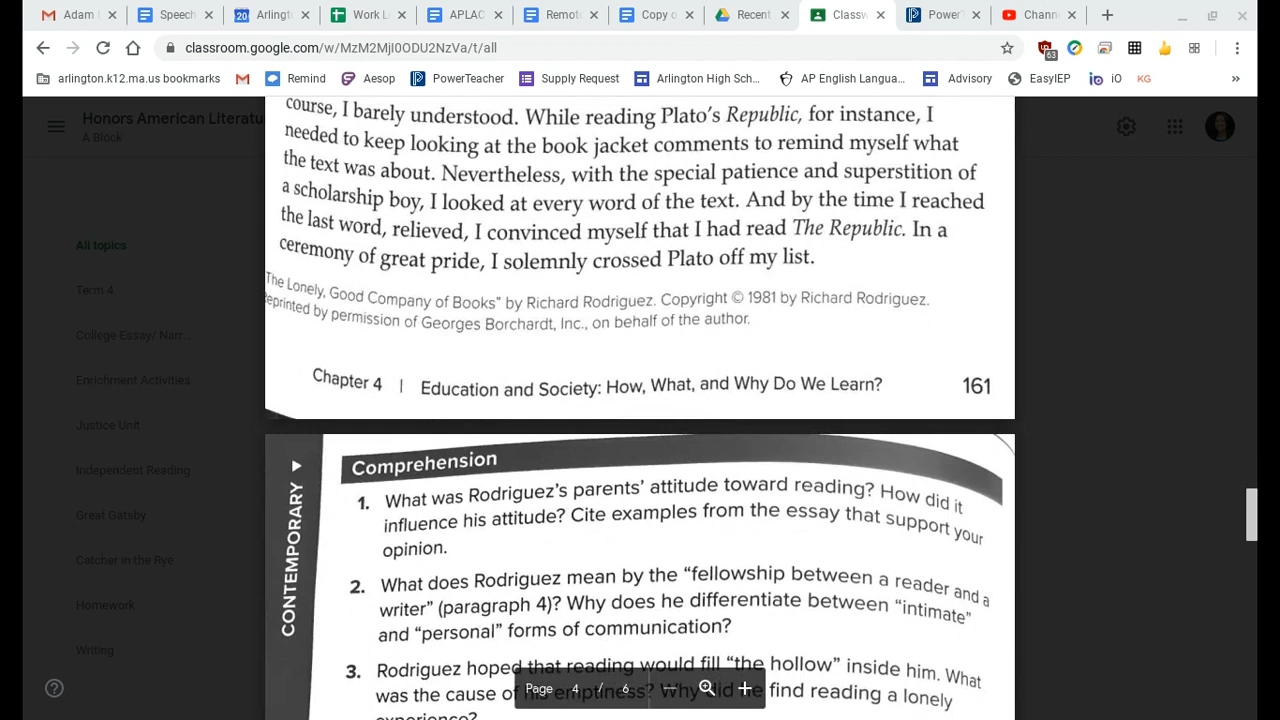 Adam
Speech
20
Arlington
Work L
APLAC
Remot
Copy o
Recent
Classw
Power
Chann
classroom.google.com/w/MzM2MjI0ODU2NzVa/t/all
63
arlington.k12.ma.us bookmarks
Remind
Aesop
PowerTeacher
Supply Request
Arlington High Sch...
AP English Langua...
Advisory
EasyIEP
iO
KG
»
Honors American Literatu
A Block
All topics
Term 4
College Essay/ Narr...
Enrichment Activities
Justice Unit
Independent Reading
Great Gatsby
Catcher in the Rye
Homework
Writing
course, I barely understood. While reading Plato's Republic, for instance, I
needed to keep looking at the book jacket comments to remind myself what
the text was about. Nevertheless, with the special patience and superstition of
a scholarship boy, I looked at every word of the text. And by the time I reached
the last word, relieved, I convinced myself that I had read The Republic. In a
ceremony of great pride, I solemnly crossed Plato off my list.
The Lonely, Good Company of Books" by Richard Rodriguez. Copyright © 1981 by Richard Rodriguez.
eprinted by permission of Georges Borchardt, Inc., on behalf of the author.
Chapter 4 | Education and Society: How, What, and Why Do We Learn? 161
CONTEMPORARY
Comprehension
1. What was Rodriguez's parents' attitude toward reading? How did it
influence his attitude? Cite examples from the essay that support your
opinion.
2. What does Rodriguez mean by the "fellowship between a reader and a
writer" (paragraph 4)? Why does he differentiate between "intimate"
and "personal" forms of communication?
3. Rodriguez hoped that reading would fill "the hollow" inside him. What
was the cause of his emptiness? Why did he find reading a lonely
experience?
Page 4 / 6